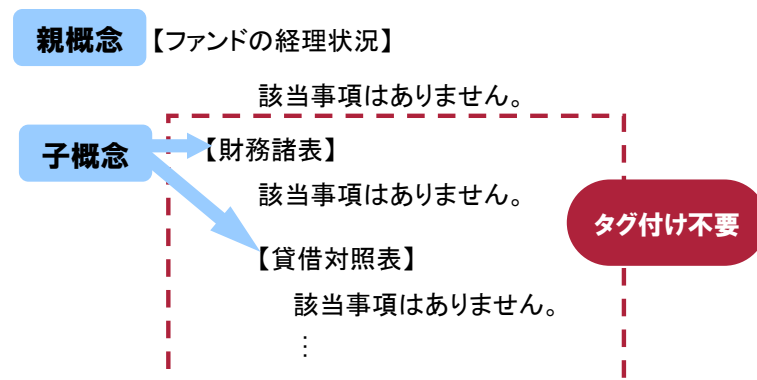 親概念 【ファンドの経理状況】
該当事項はありません。
子概念 【財務諸表】
該当事項はありません。
タグ付け不要
【貸借対照表】
該当事項はありません。
⋮